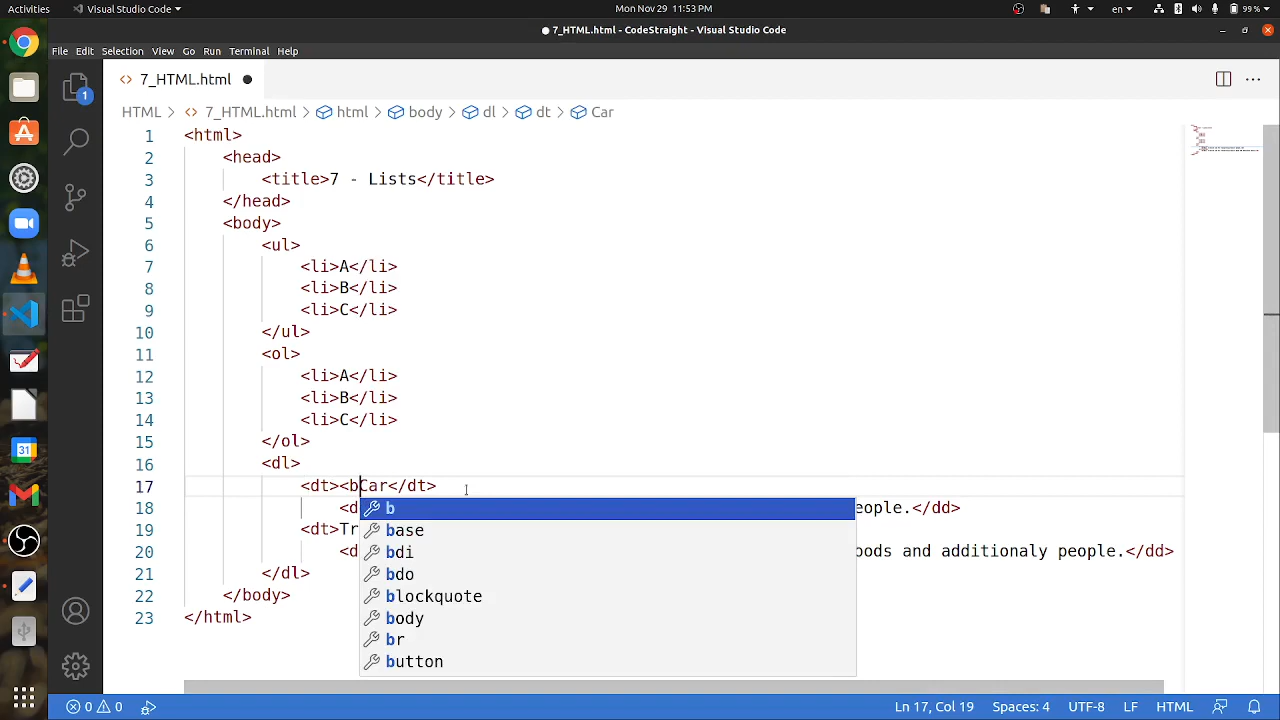 Activities Visual Studio Code Mon Nov 29 11:53 PM en 99%
7_HTML.html - CodeStraight - Visual Studio Code
File Edit Selection View Go Run Terminal Help
7_HTML.html
HTML > 7_HTML.html > html > body > dl > dt > Car
1 <html>
2 <head>
3 <title>7 - Lists</title>
4 </head>
5 <body>
6 <ul>
7 <li>A</li>
8 <li>B</li>
9 <li>C</li>
10 </ul>
11 <ol>
12 <li>A</li>
13 <li>B</li>
14 <li>C</li>
15 </ol>
16 <dl>
17 <dt><bCar</dt>
18 <d eople.</dd>
19 <dt>Tr
20 <d oods and additionaly people.</dd>
21 </dl>
22 </body>
23 </html>
b
base
bdi
bdo
blockquote
body
br
button
1
31
0 0 Ln 17, Col 19 Spaces: 4 UTF-8 LF HTML